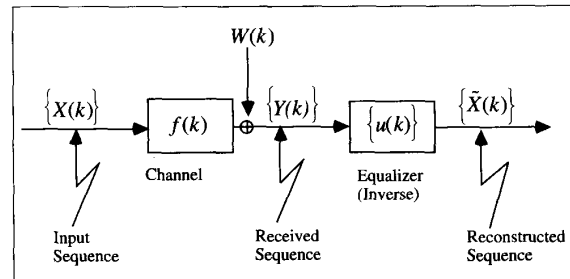 W(k)
{X(k)} f(k) {Y(k)} {u(k)} {X̃(k)}
Channel Equalizer
(Inverse)
Input
Sequence
Received
Sequence
Reconstructed
Sequence